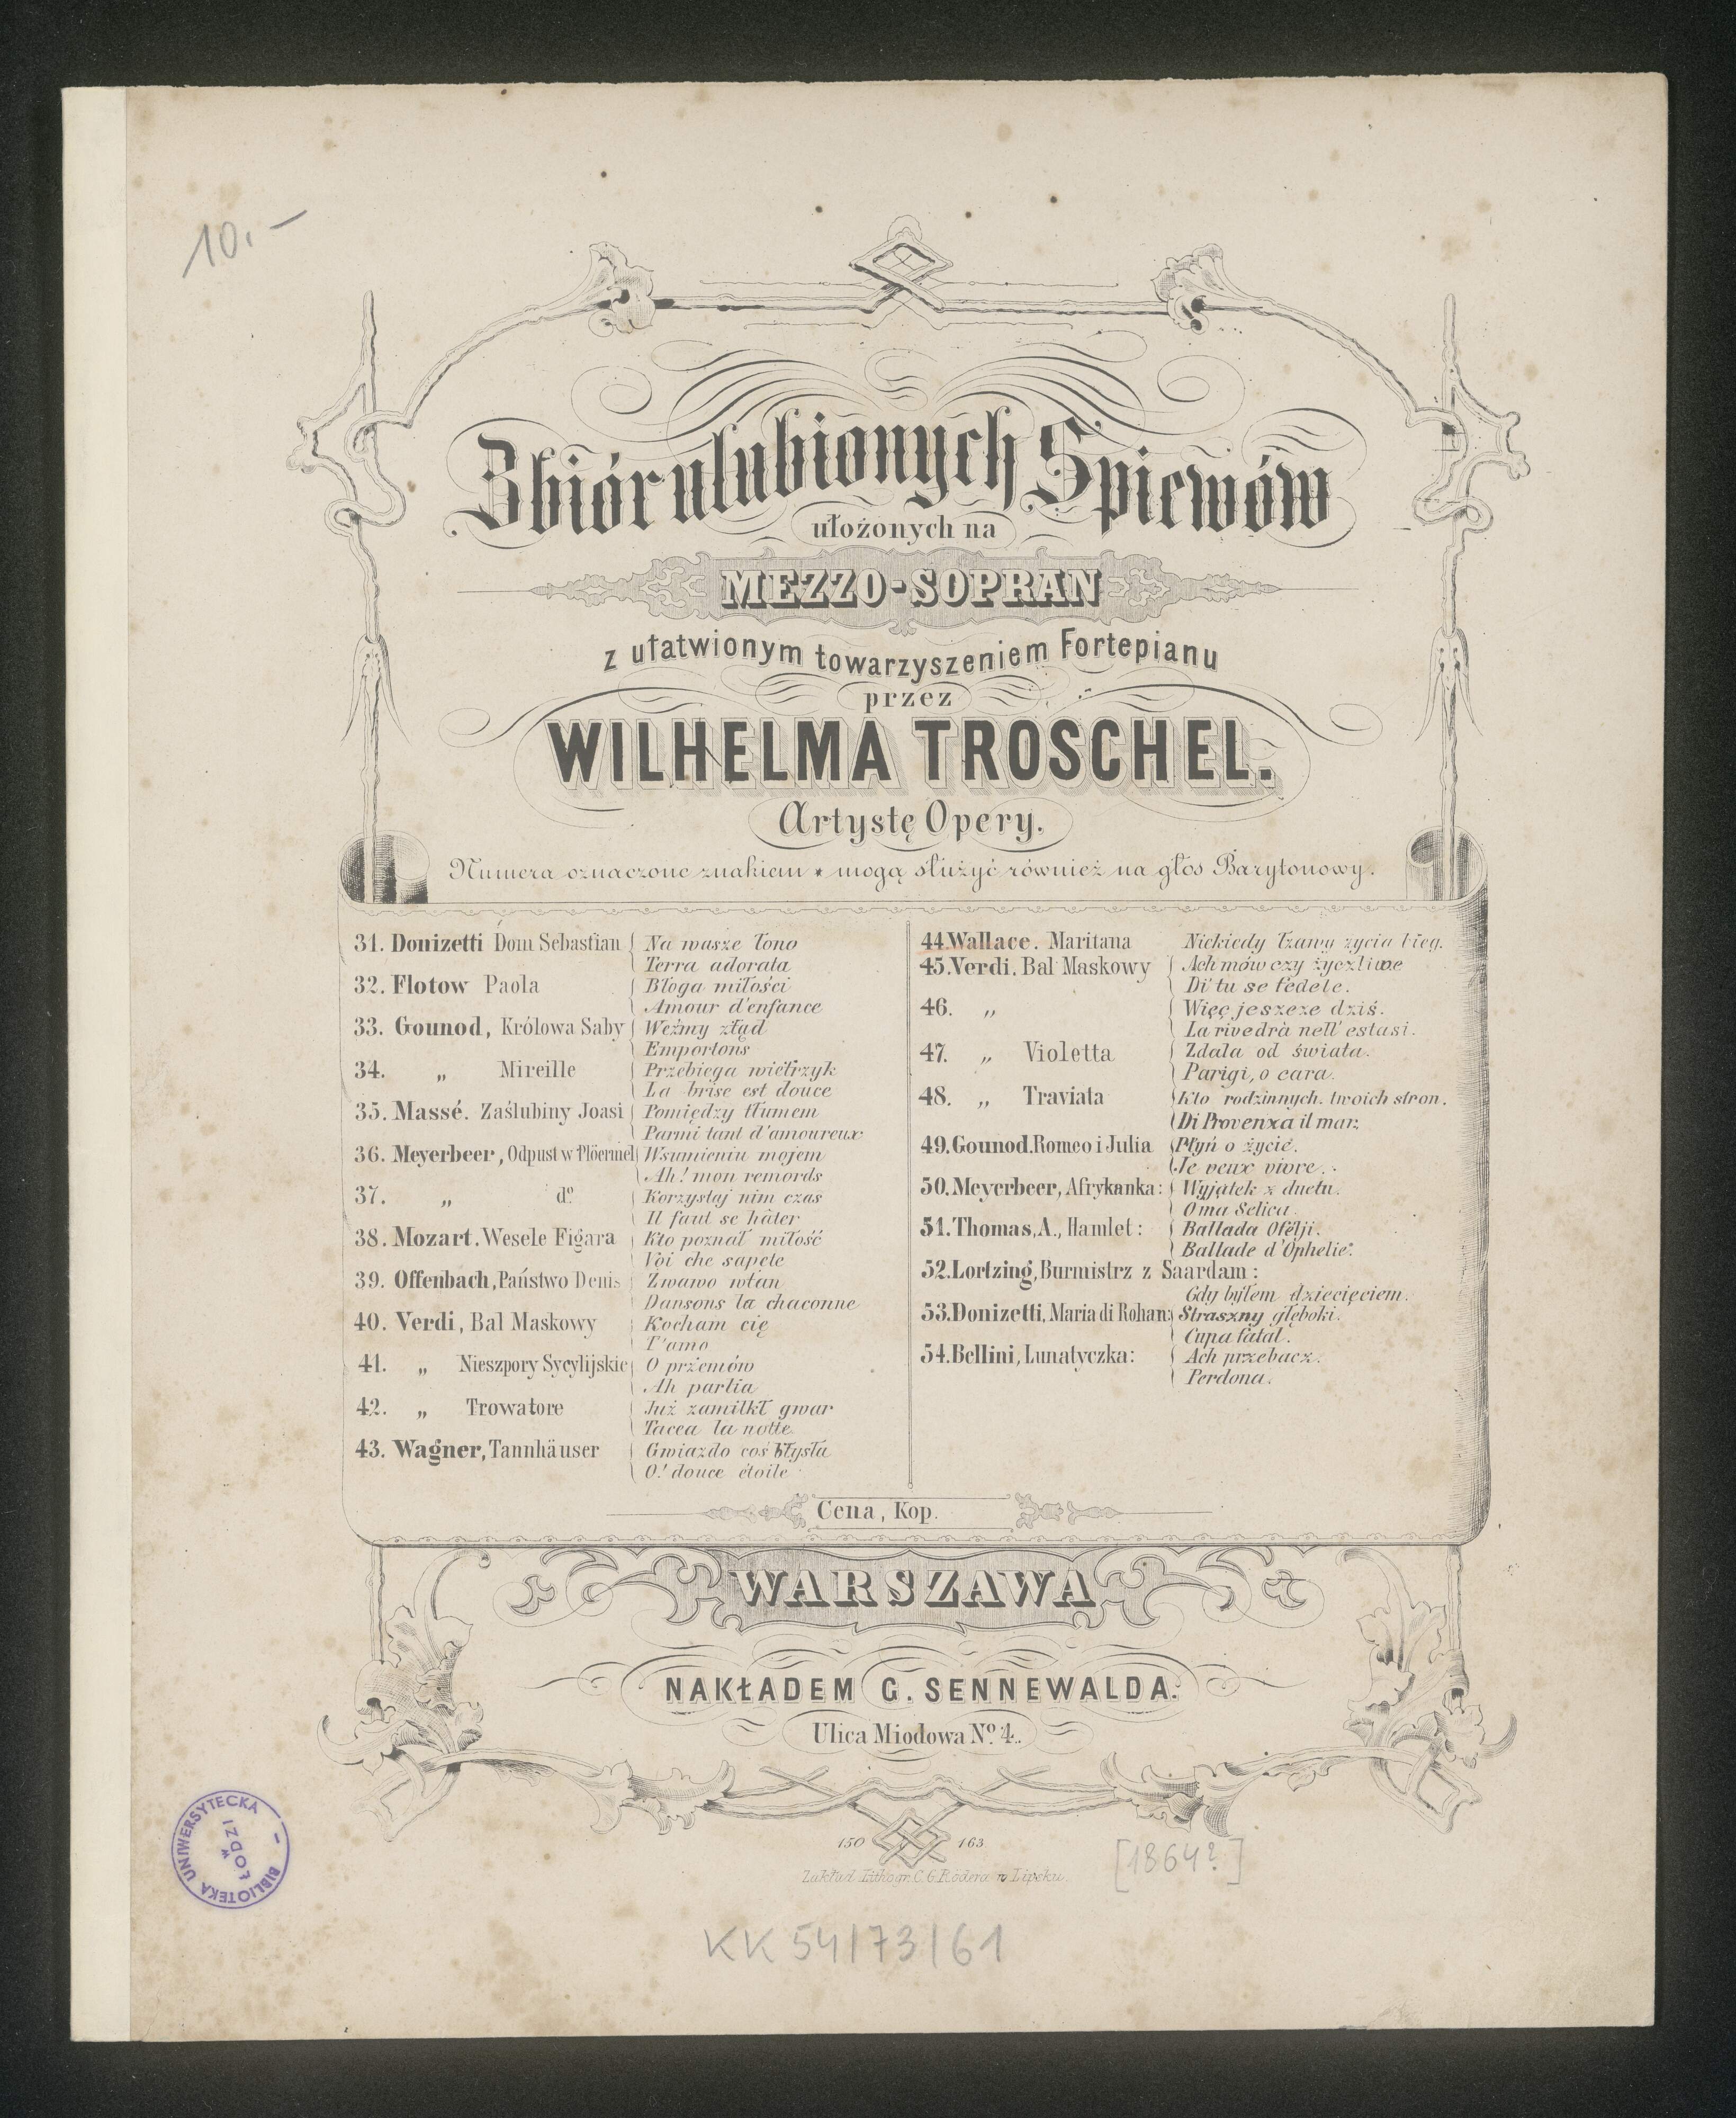 10.-
Zbiór ulubionych Spiewów
ułożonych na
MEZZO-SOPRAN
z ułatwionym towarzyszeniem Fortepianu
przez
WILHELMA TROSCHEL.
Artystę Opery.
Numera oznaczone znakiem * mogą służyć również na głos Barytonowy.
31. Donizetti Dom Sebastian Na wasze łono
Terra adorata
32. Flotow Paola Błoga miłości
Amour d'enfance
33. Gounod, Królowa Saby Weźmy ztąd
Emportons
34. „ Mireille Przebiega wietrzyk
La brise est douce
35. Massé. Zaślubiny Joasi Pomiędzy tłumem
Parmi tant d'amoureux
36. Meyerbeer, Odpust w Plöermel Wsumieniu mojem
Ah! mon remords
37. „ do. Korzystaj nim czas
Il faut se hâter
38. Mozart. Wesele Figara Kto poznał miłość
Voi che sapete
39. Offenbach, Państwo Denis Żwawo wtan
Dansons la chaconne
40. Verdi, Bal Maskowy Kocham cię
T'amo
41. „ Nieszpory Sycylijskie O przemów
Ah parlia
42. „ Trowatore Już zamilkł gwar
Tacea la notte
43. Wagner, Tannhäuser Gwiazdo coś błysła
O! douce étoile
44. Wallace. Maritana Niekiedy łzawy życia bieg.
45. Verdi. Bal Maskowy Ach mów czy życzliwe
Di' tu se fedele.
46. „ Więc jeszcze dziś.
La rivedrà nell' estasi.
47. „ Violetta Zdala od świata.
Parigi, o cara.
48. „ Traviata Kto rodzinnych twoich stron.
Di Provenxa il mar,
49. Gounod. Romeo i Julia Płyń o życie.
Je veux vivre.
50. Meyerbeer, Afrykanka: Wyjątek z duetu.
O ma Selica.
51. Thomas, A., Hamlet: Ballada Ofelji.
Ballade d'Ophelie.
52. Lortzing, Burmistrz z Saardam:
Gdy byłem dziecięciem.
53. Donizetti, Maria di Rohan: Straszny głęboki.
Cupa fatal.
54. Bellini, Lunatyczka: Ach przebacz.
Perdona.
Cena, Kop.
WARSZAWA
NAKŁADEM G. SENNEWALDA.
Ulica Miodowa No. 4.
150 163
Zakład Lithogr. C. G. Rödera w Lipsku.
[1864?]
BIBLIOTEKA UNIWERSYTECKA
W ŁODZI
KK 54/73/61